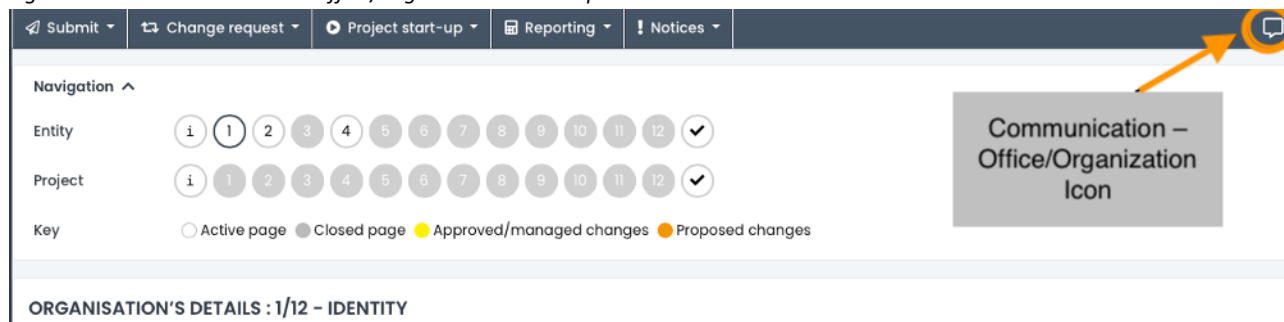 Submit Change request Project start-up Reporting Notices
Navigation
Entity i 1 2 3 4 5 6 7 8 9 10 11 12
Project i 1 2 3 4 5 6 7 8 9 10 11 12
Key Active page Closed page Approved/managed changes Proposed changes
Communication –
Office/Organization
Icon
ORGANISATION'S DETAILS : 1/12 – IDENTITY